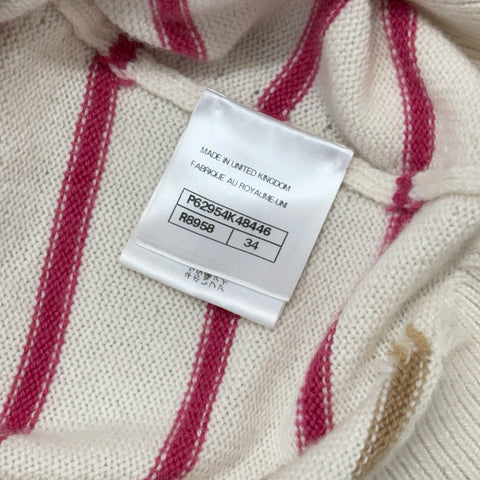 MADE IN UNITED KINGDOM
FABRIQUE AU ROYAUME-UNI
P62954K48446
R8958
34